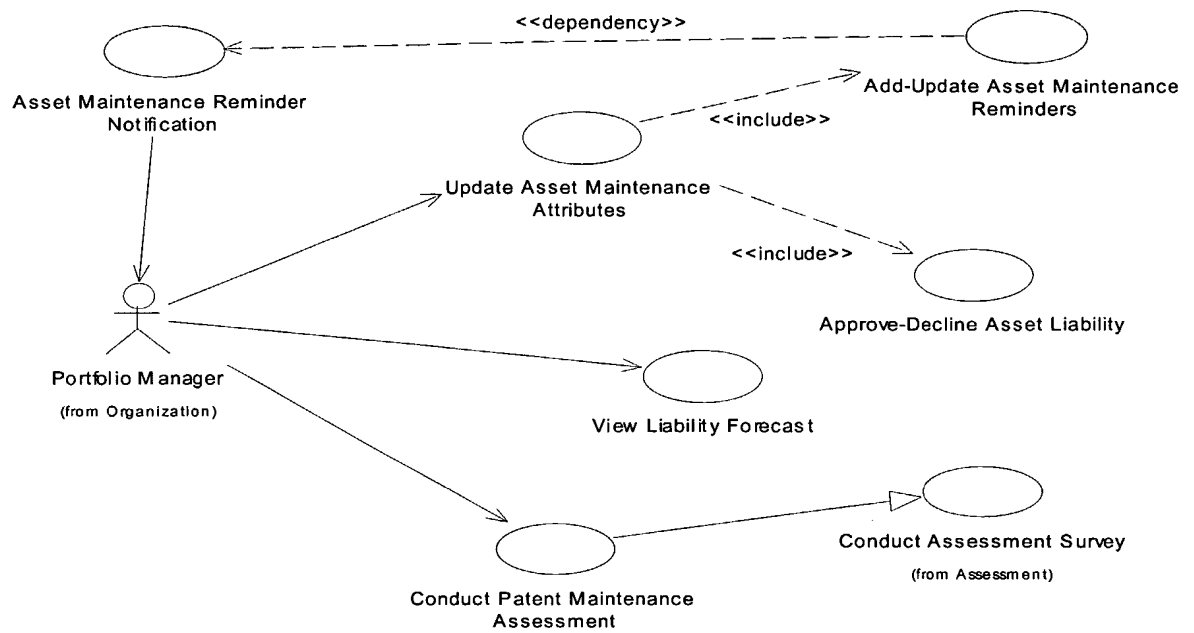 <<dependency>>
Asset Maintenance Reminder
Notification
Add-Update Asset Maintenance
Reminders
<<include>>
Update Asset Maintenance
Attributes
<<include>>
Approve-Decline Asset Liability
Portfolio Manager
(from Organization)
View Liability Forecast
Conduct Assessment Survey
(from Assessment)
Conduct Patent Maintenance
Assessment